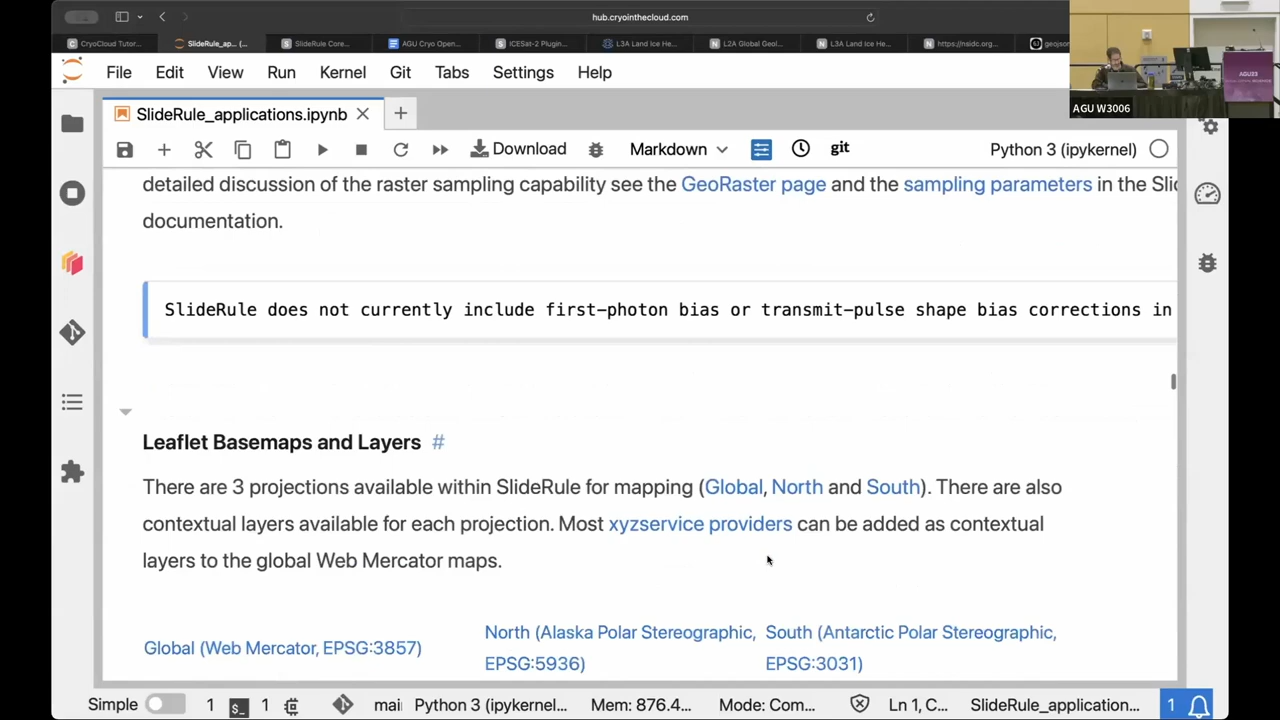 hub.cryointhecloud.com
CryoCloud Tutor...
SlideRule_ap... (
SlideRule Core...
AGU Cryo Open...
ICESat-2 Plugin...
L3A Land Ice He...
L2A Global Geol...
L3A Land Ice He...
https://nsidc.org...
geojson
AGU23
AGU W3006
File Edit View Run Kernel Git Tabs Settings Help
SlideRule_applications.ipynb
Download Markdown git Python 3 (ipykernel)
detailed discussion of the raster sampling capability see the GeoRaster page and the sampling parameters in the Slid
documentation.
SlideRule does not currently include first-photon bias or transmit-pulse shape bias corrections in
Leaflet Basemaps and Layers #
There are 3 projections available within SlideRule for mapping (Global, North and South). There are also
contextual layers available for each projection. Most xyzservice providers can be added as contextual
layers to the global Web Mercator maps.
Global (Web Mercator, EPSG:3857)
North (Alaska Polar Stereographic,
EPSG:5936)
South (Antarctic Polar Stereographic,
EPSG:3031)
Simple 1 $_ 1 mai Python 3 (ipykernel... Mem: 876.4... Mode: Com... Ln 1, C... SlideRule_application... 1